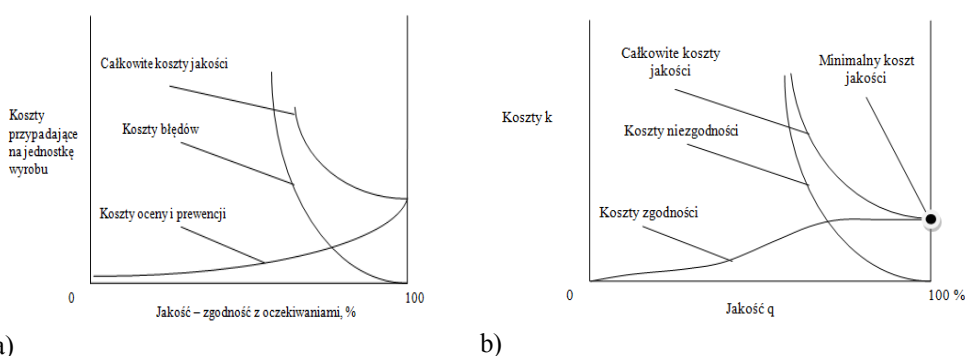 Całkowite koszty jakości
Koszty
przypadające
na jednostkę
wyrobu
Koszty błędów
Koszty oceny i prewencji
0
100
Jakość – zgodność z oczekiwaniami, %
a)
Całkowite koszty
jakości
Minimalny koszt
jakości
Koszty k
Koszty niezgodności
Koszty zgodności
0
100 %
Jakość q
b)